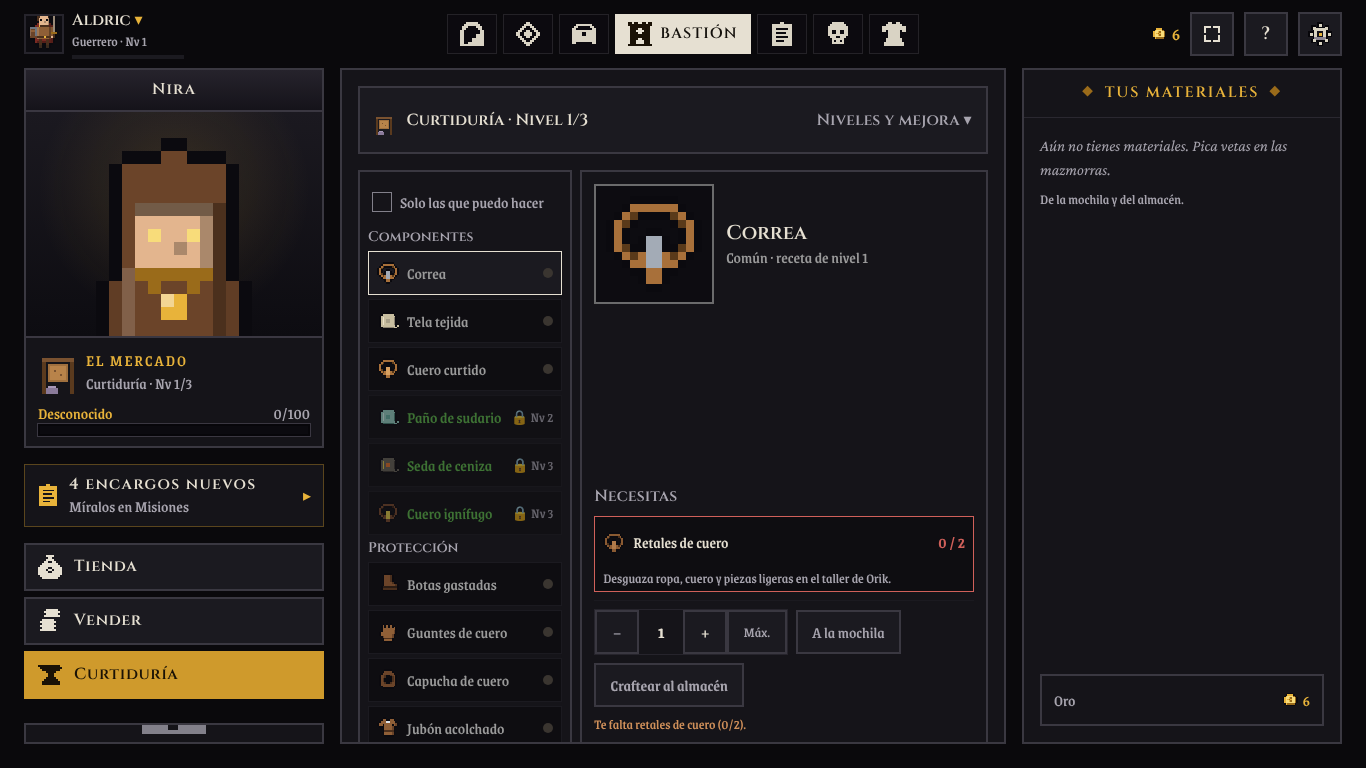 ALDRIC ▾
Guerrero · Nv 1
BASTIÓN
6
?
NIRA
EL MERCADO
Curtiduría · Nv 1/3
Desconocido 0/100
4 ENCARGOS NUEVOS
Míralos en Misiones
TIENDA
VENDER
CURTIDURÍA
CURTIDURÍA · NIVEL 1/3
NIVELES Y MEJORA ▾
Solo las que puedo hacer
COMPONENTES
Correa
Tela tejida
Cuero curtido
Paño de sudario Nv 2
Seda de ceniza Nv 3
Cuero ignífugo Nv 3
PROTECCIÓN
Botas gastadas
Guantes de cuero
Capucha de cuero
Jubón acolchado
CORREA
Común · receta de nivel 1
NECESITAS
Retales de cuero 0 / 2
Desguaza ropa, cuero y piezas ligeras en el taller de Orik.
− 1 + Máx. A la mochila
Craftear al almacén
Te falta retales de cuero (0/2).
◆ TUS MATERIALES ◆
Aún no tienes materiales. Pica vetas en las
mazmorras.
De la mochila y del almacén.
Oro 6